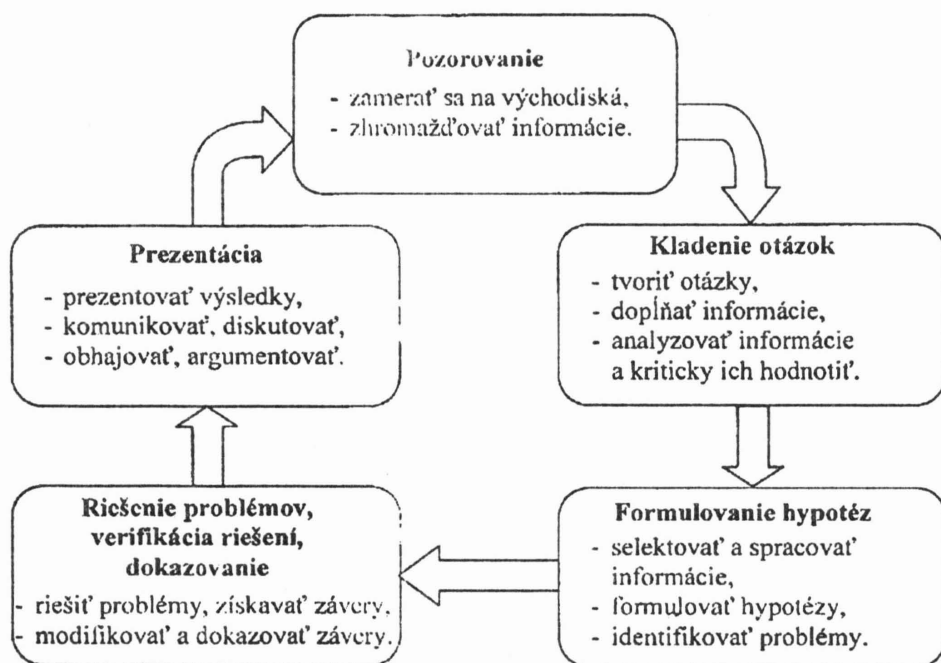 Pozorovanie
- zamerať sa na východiská,
- zhromažďovať informácie.
Kladenie otázok
- tvoriť otázky,
- dopĺňať informácie,
- analyzovať informácie
a kriticky ich hodnotiť.
Formulovanie hypotéz
- selektovať a spracovať
informácie,
- formulovať hypotézy,
- identifikovať problémy.
Riešenie problémov,
verifikácia riešení,
dokazovanie
- riešiť problémy, získavať závery,
- modifikovať a dokazovať závery.
Prezentácia
- prezentovať výsledky,
- komunikovať, diskutovať,
- obhajovať, argumentovať.